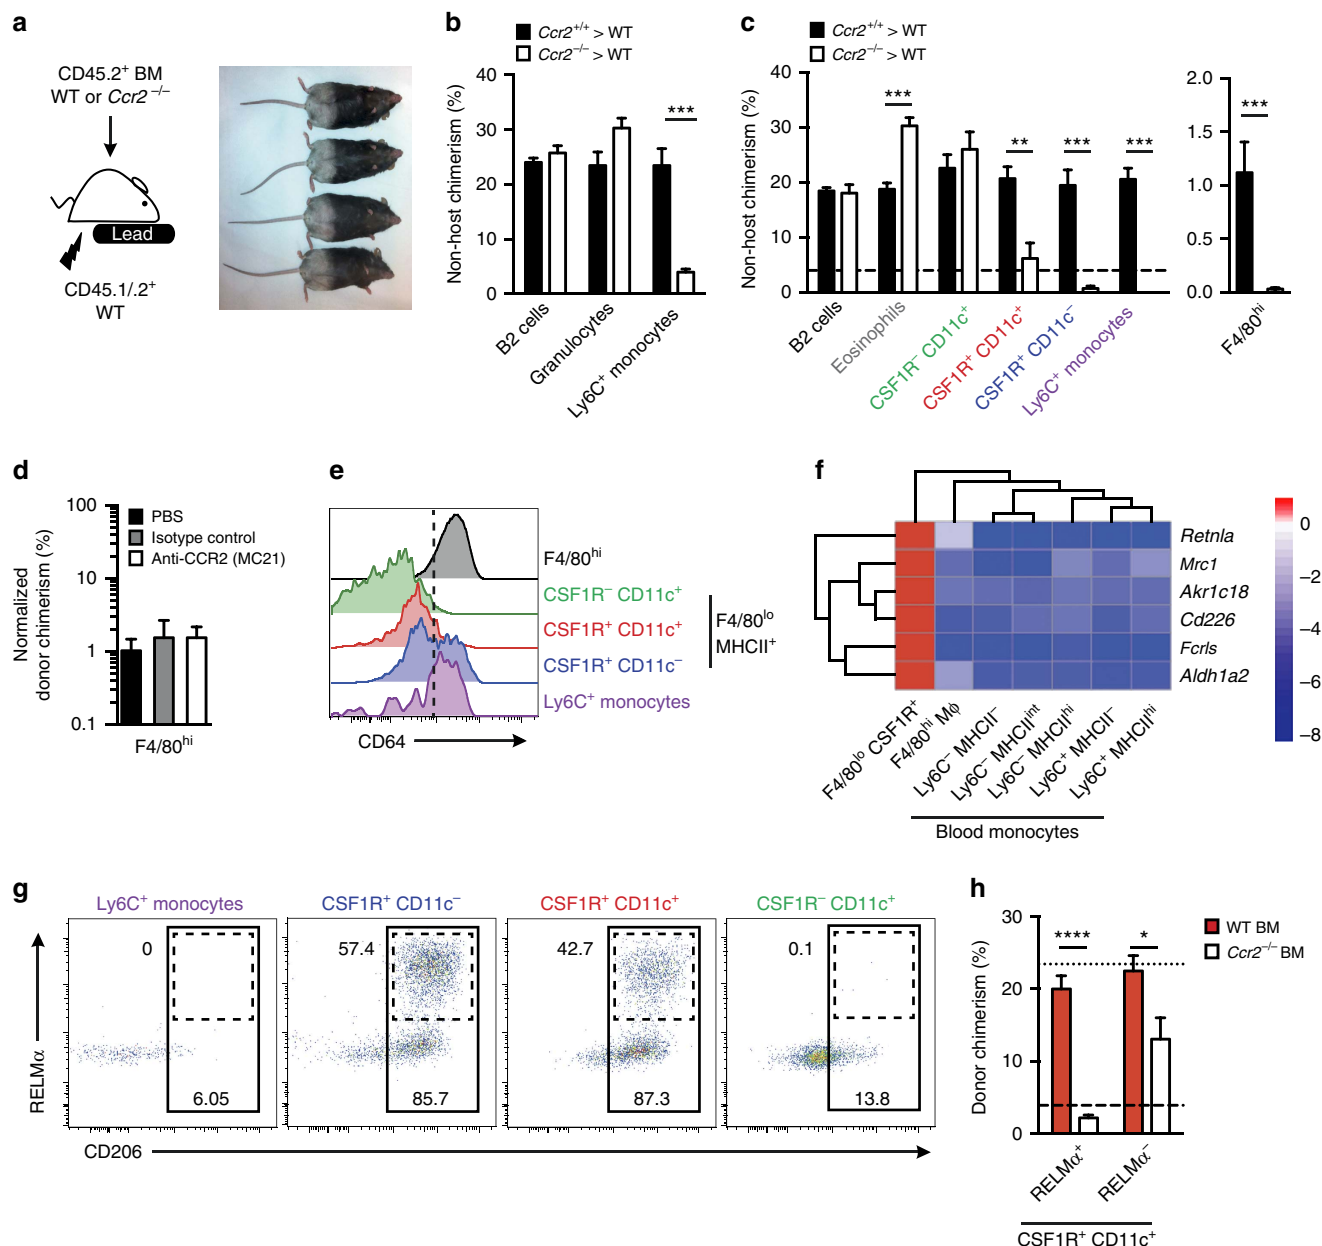 a
CD45.2⁺ BM
WT or Ccr2⁻/⁻
Lead
CD45.1/.2⁺
WT
b
Ccr2⁺/⁺ > WT
Ccr2⁻/⁻ > WT
Non-host chimerism (%)
40
30
20
10
0
***
B2 cells
Granulocytes
Ly6C⁺ monocytes
c
Ccr2⁺/⁺ > WT
Ccr2⁻/⁻ > WT
Non-host chimerism (%)
40
30
20
10
0
***
**
***
***
B2 cells
Eosinophils
CSF1R⁻ CD11c⁺
CSF1R⁺ CD11c⁺
CSF1R⁺ CD11c⁻
Ly6C⁺ monocytes
2.0
1.5
1.0
0.5
0.0
***
F4/80ʰⁱ
d
Normalized
donor chimerism (%)
100
10
1
0.1
PBS
Isotype control
Anti-CCR2 (MC21)
F4/80ʰⁱ
e
F4/80ʰⁱ
CSF1R⁻ CD11c⁺
CSF1R⁺ CD11c⁺
CSF1R⁺ CD11c⁻
Ly6C⁺ monocytes
F4/80ˡᵒ
MHCII⁺
CD64
f
Retnla
Mrc1
Akr1c18
Cd226
Fcrls
Aldh1a2
0
−2
−4
−6
−8
F4/80ˡᵒ CSF1R⁺
F4/80ʰⁱ Mϕ
Ly6C⁻ MHCII⁻
Ly6C⁻ MHCIIⁱⁿᵗ
Ly6C⁻ MHCIIʰⁱ
Ly6C⁺ MHCII⁻
Ly6C⁺ MHCIIʰⁱ
Blood monocytes
g
Ly6C⁺ monocytes
CSF1R⁺ CD11c⁻
CSF1R⁺ CD11c⁺
CSF1R⁻ CD11c⁺
0
57.4
42.7
0.1
6.05
85.7
87.3
13.8
RELMα
CD206
h
WT BM
Ccr2⁻/⁻ BM
Donor chimerism (%)
30
20
10
0
****
*
RELMα⁺
RELMα⁻
CSF1R⁺ CD11c⁺